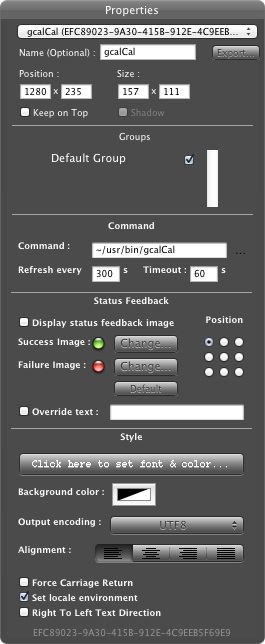 Properties
gcalCal (EFC89023-9A30-415B-912E-4C9EEB...
Name (Optional) : gcalCal Export...
Position : Size :
1280 x 235 157 x 111
Keep on Top Shadow
Groups
Default Group
Command
Command : ~/usr/bin/gcalCal ...
Refresh every 300 s Timeout : 60 s
Status Feedback
Display status feedback image Position
Success Image : Change...
Failure Image : Change...
Default
Override text :
Style
Click here to set font & color...
Background color :
Output encoding : UTF8
Alignment :
Force Carriage Return
Set locale environment
Right To Left Text Direction
EFC89023-9A30-415B-912E-4C9EEB5F69E9